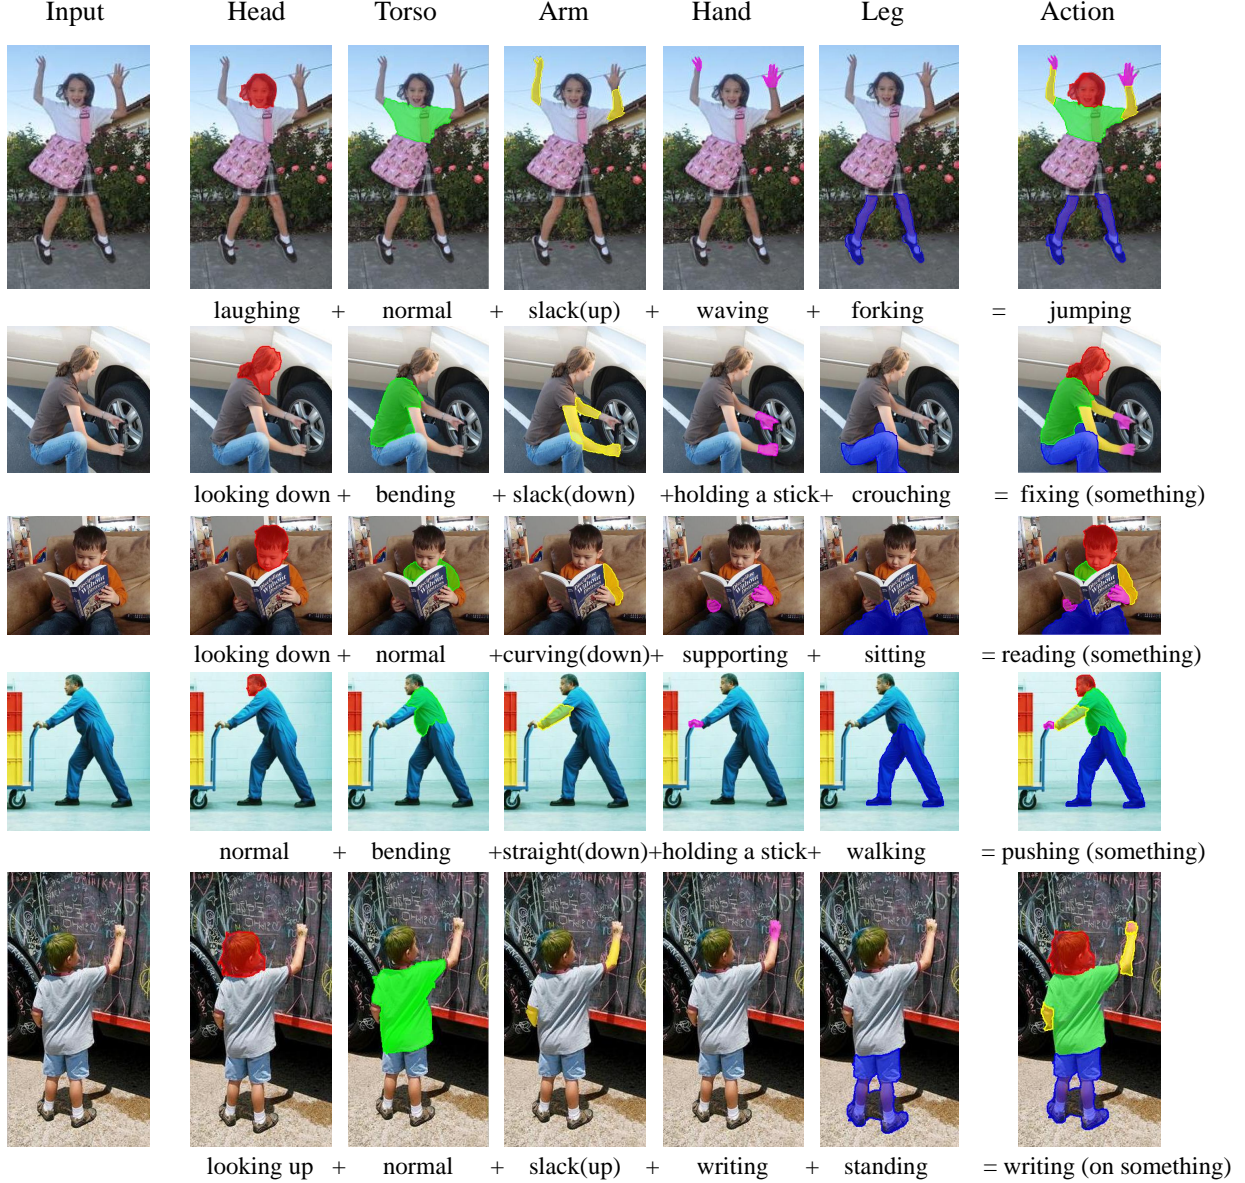 Input Head Torso Arm Hand Leg Action
laughing + normal + slack(up) + waving + forking = jumping
looking down + bending + slack(down) +holding a stick+ crouching = fixing (something)
looking down + normal +curving(down)+ supporting + sitting = reading (something)
normal + bending +straight(down)+holding a stick+ walking = pushing (something)
looking up + normal + slack(up) + writing + standing = writing (on something)